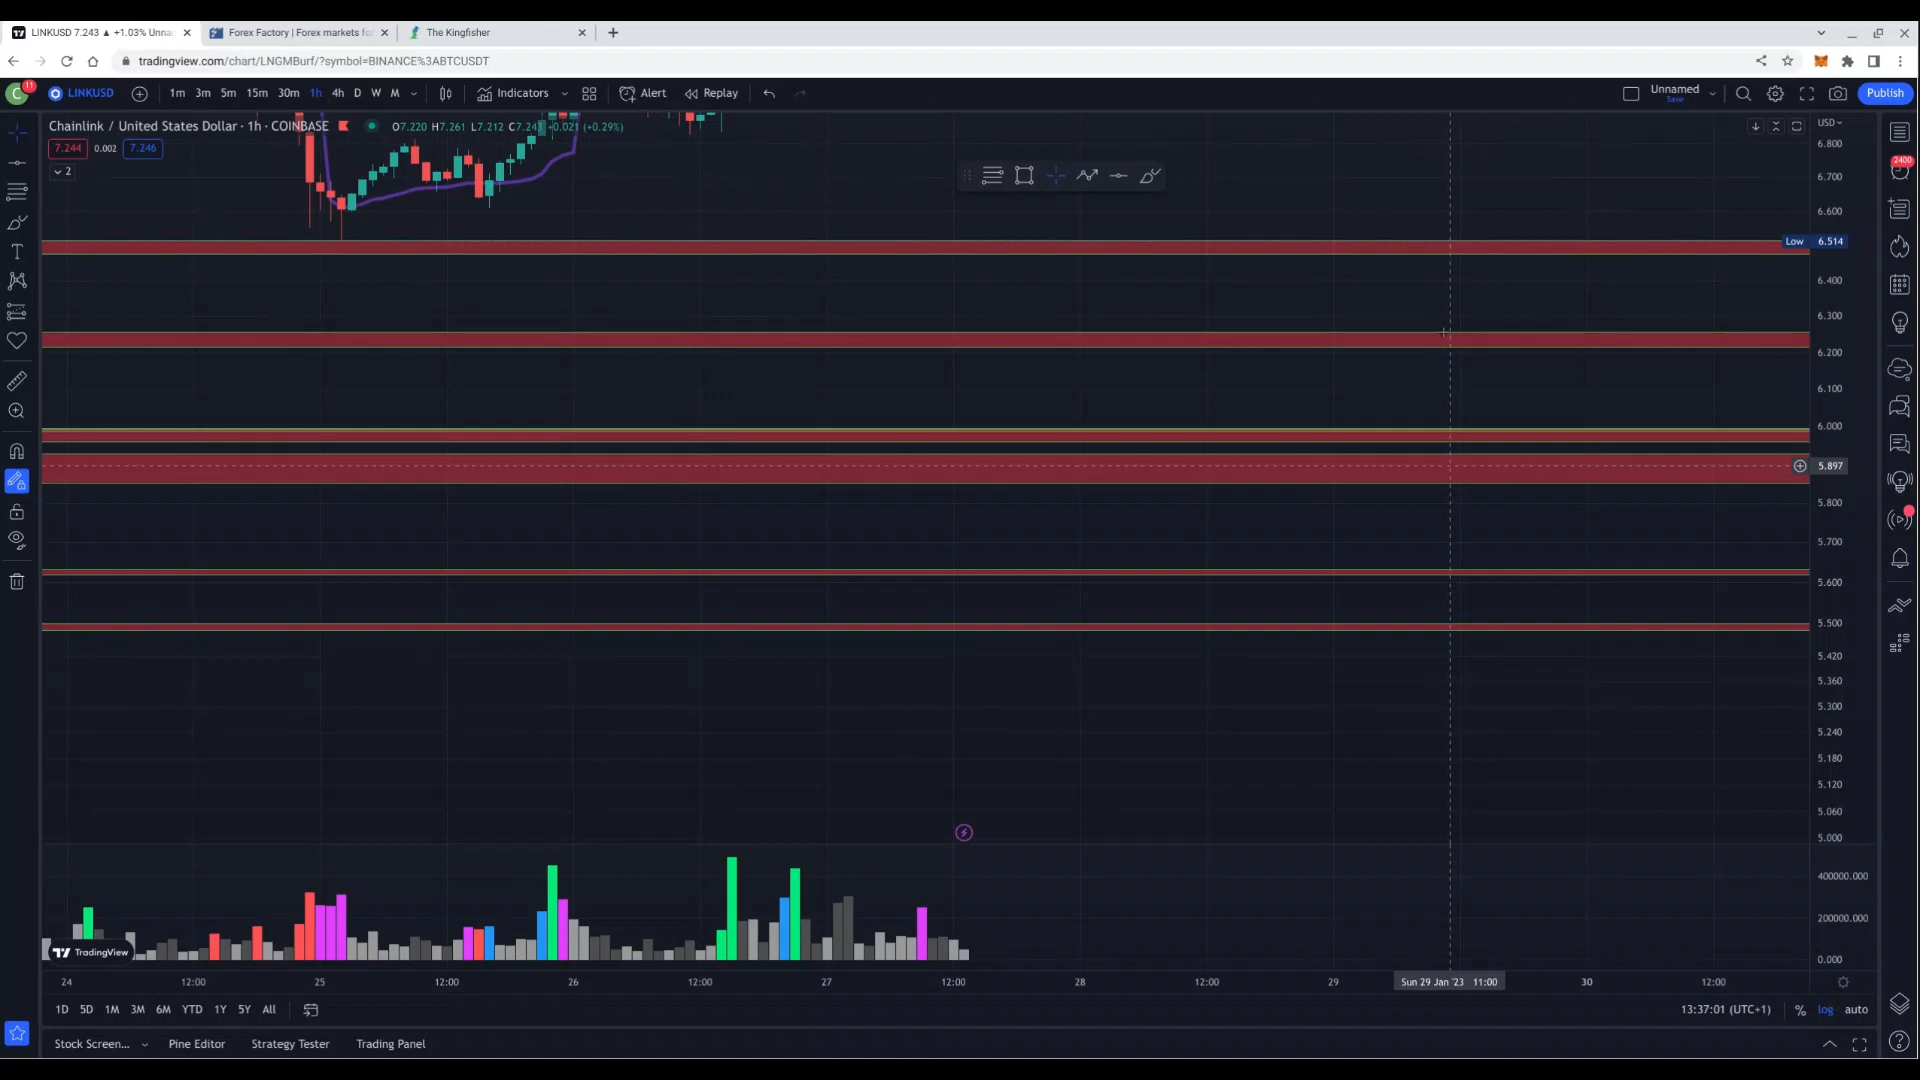 LINKUSD 7.243 ▲ +1.03% Unna
Forex Factory | Forex markets fo
The Kingfisher
tradingview.com/chart/LNGMBurf/?symbol=BINANCE%3ABTCUSDT
C 11
LINKUSD
1m 3m 5m 15m 30m 1h 4h D W M
Indicators
Alert
Replay
Unnamed
Save
Publish
Chainlink / United States Dollar · 1h · COINBASE
O7.220 H7.261 L7.212 C7.243 +0.021 (+0.29%)
USD
7.244 0.002 7.246
2
6.800
2400
6.700
6.600
Low 6.514
6.400
6.300
6.200
6.100
6.000
5.897
5.800
5.700
5.600
5.500
5.420
5.360
5.300
5.240
5.180
5.120
5.060
5.000
400000.000
200000.000
0.000
TradingView
24 12:00 25 12:00 26 12:00 27 12:00 28 12:00 29 Sun 29 Jan '23 11:00 30 12:00
1D 5D 1M 3M 6M YTD 1Y 5Y All
13:37:01 (UTC+1) % log auto
Stock Screen... Pine Editor Strategy Tester Trading Panel